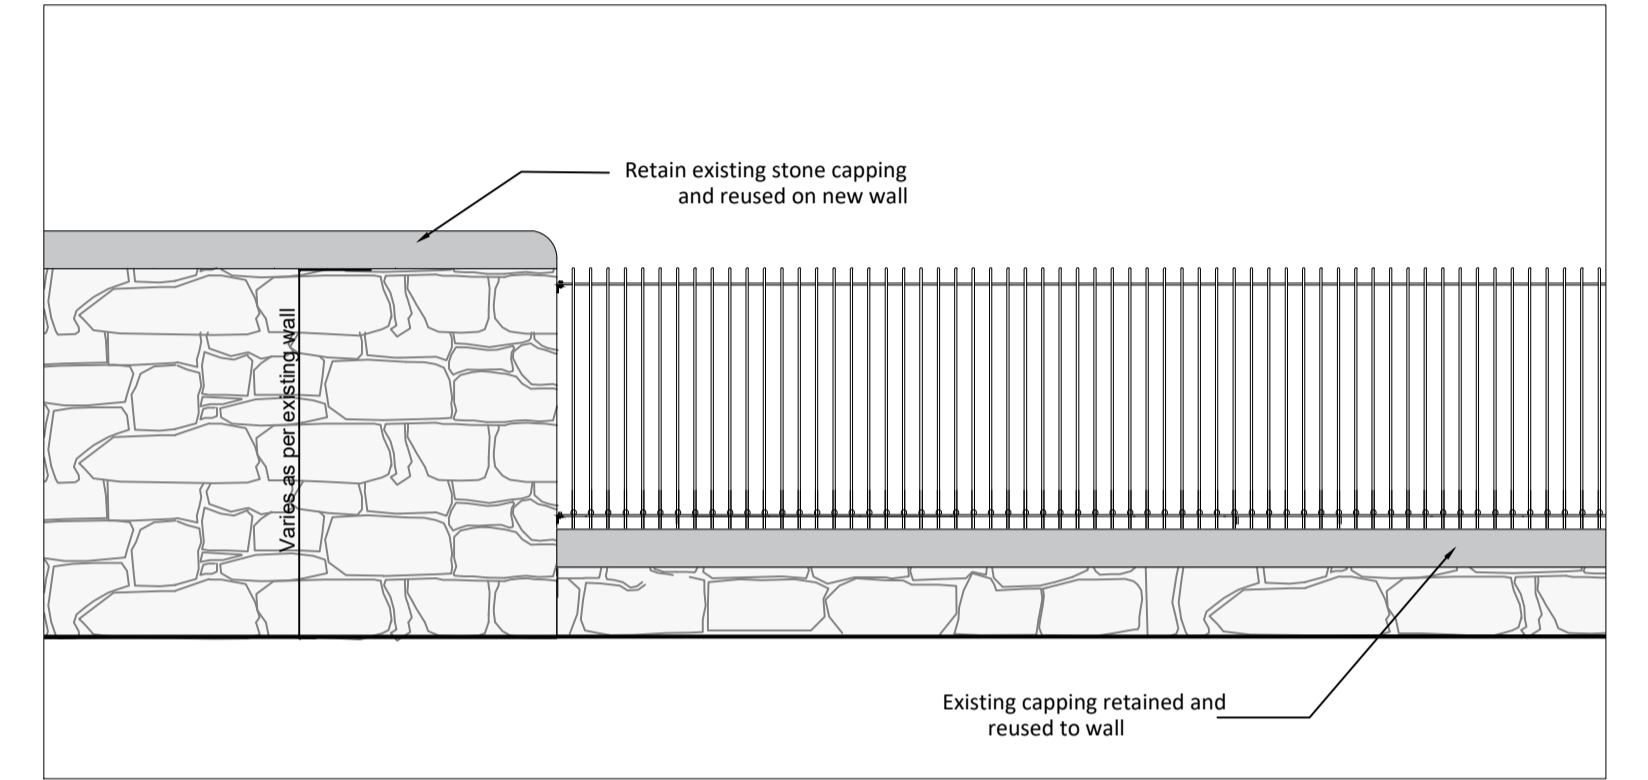 Retain existing stone capping
and reused on new wall
Varies as per existing wall
Existing capping retained and
reused to wall